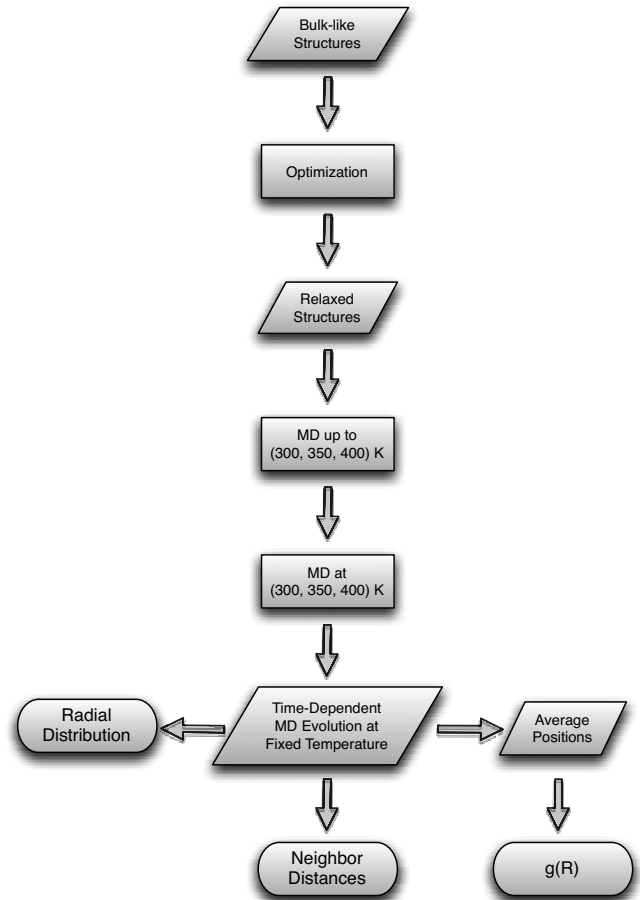 Bulk-like
Structures
Optimization
Relaxed
Structures
MD up to
(300, 350, 400) K
MD at
(300, 350, 400) K
Radial
Distribution
Time-Dependent
MD Evolution at
Fixed Temperature
Average
Positions
Neighbor
Distances
g(R)